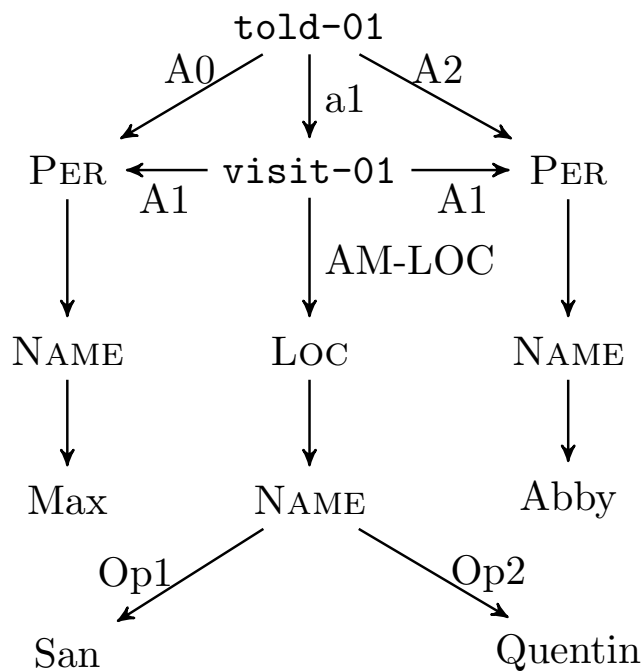 told-01
A0 a1 A2
PER visit-01 PER
A1 A1
AM-LOC
NAME LOC NAME
Max NAME Abby
Op1 Op2
San Quentin